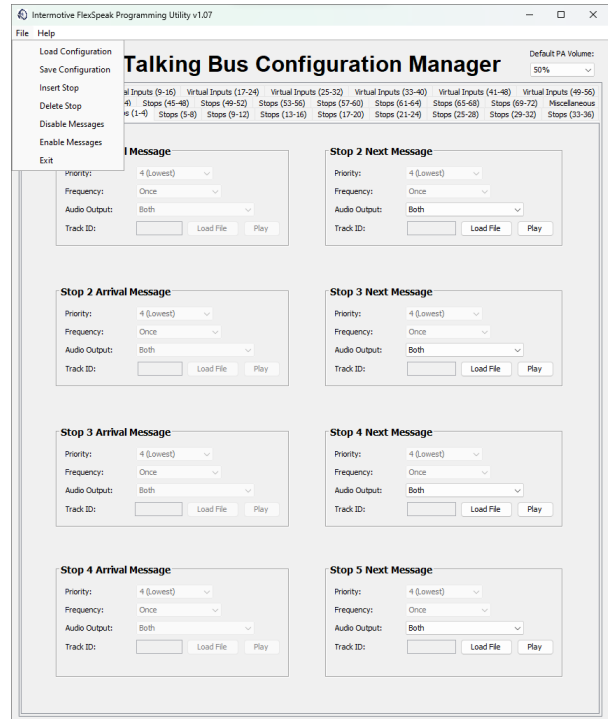 Intermotive FlexSpeak Programming Utility v1.07
File Help
Load Configuration
Save Configuration
Insert Stop
Delete Stop
Disable Messages
Enable Messages
Exit
Talking Bus Configuration Manager
Default PA Volume:
50%
al Inputs (9-16) Virtual Inputs (17-24) Virtual Inputs (25-32) Virtual Inputs (33-40) Virtual Inputs (41-48) Virtual Inputs (49-56)
4) Stops (45-48) Stops (49-52) Stops (53-56) Stops (57-60) Stops (61-64) Stops (65-68) Stops (69-72) Miscellaneous
s (1-4) Stops (5-8) Stops (9-12) Stops (13-16) Stops (17-20) Stops (21-24) Stops (25-28) Stops (29-32) Stops (33-36)
l Message
Priority: 4 (Lowest)
Frequency: Once
Audio Output: Both
Track ID: Load File Play
Stop 2 Next Message
Priority: 4 (Lowest)
Frequency: Once
Audio Output: Both
Track ID: Load File Play
Stop 2 Arrival Message
Priority: 4 (Lowest)
Frequency: Once
Audio Output: Both
Track ID: Load File Play
Stop 3 Next Message
Priority: 4 (Lowest)
Frequency: Once
Audio Output: Both
Track ID: Load File Play
Stop 3 Arrival Message
Priority: 4 (Lowest)
Frequency: Once
Audio Output: Both
Track ID: Load File Play
Stop 4 Next Message
Priority: 4 (Lowest)
Frequency: Once
Audio Output: Both
Track ID: Load File Play
Stop 4 Arrival Message
Priority: 4 (Lowest)
Frequency: Once
Audio Output: Both
Track ID: Load File Play
Stop 5 Next Message
Priority: 4 (Lowest)
Frequency: Once
Audio Output: Both
Track ID: Load File Play